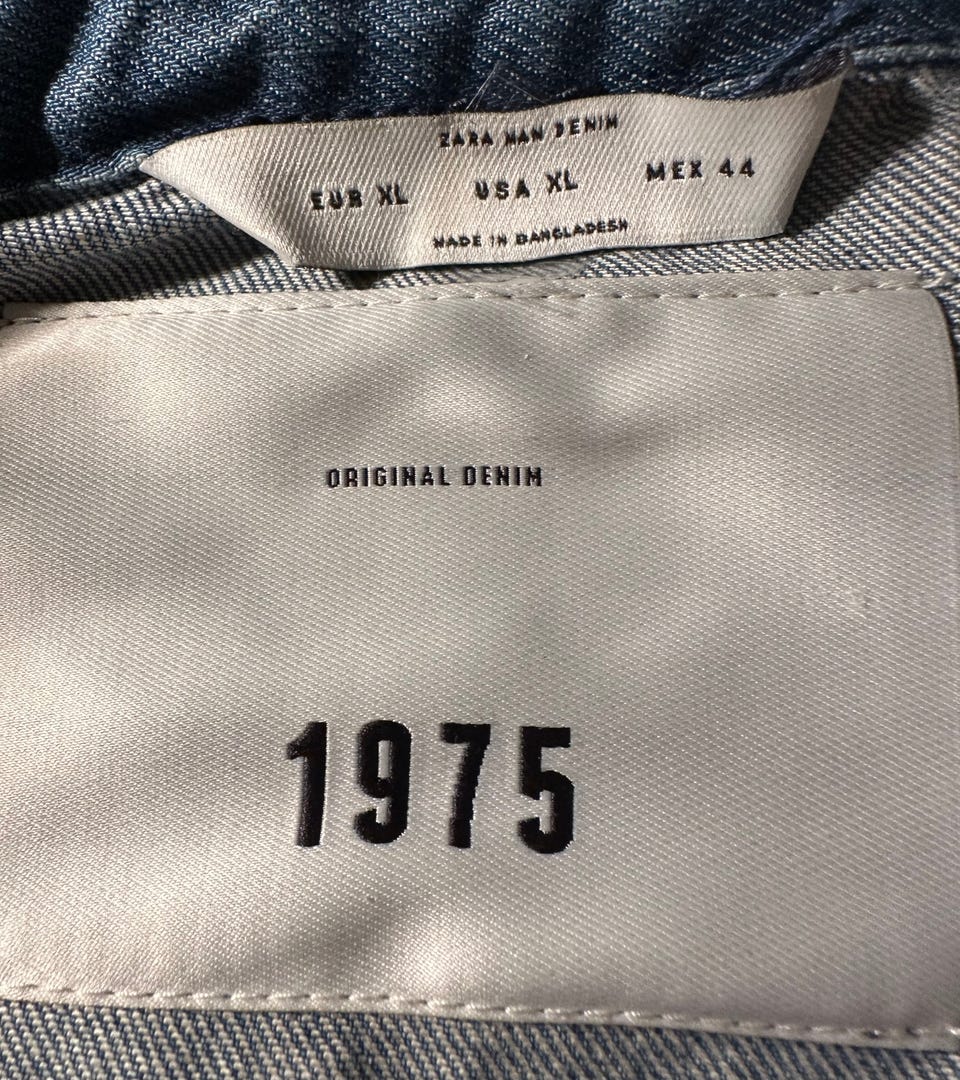 ZARA MAN DENIM
EUR XL USA XL MEX 44
MADE IN BANGLADESH
ORIGINAL DENIM
1975